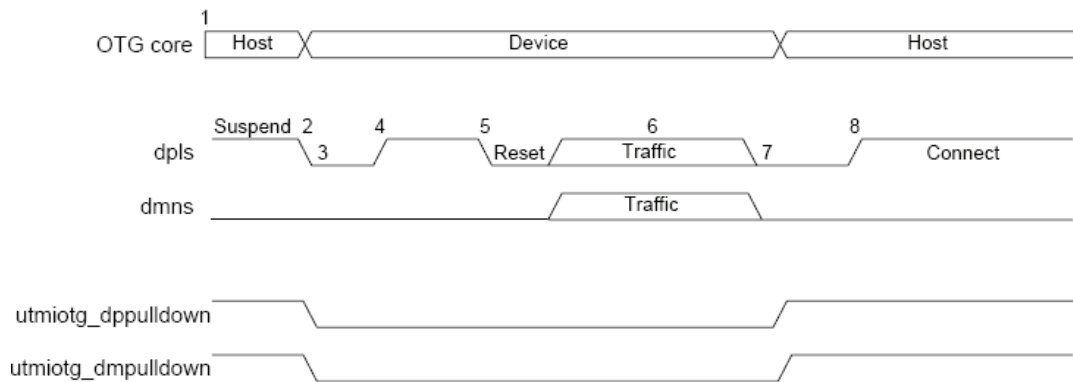 1
OTG core Host Device Host
Suspend 2 4 5 6 8
dpls 3 Reset Traffic 7 Connect
dmns Traffic
utmiotg_dppulldown
utmiotg_dmpulldown